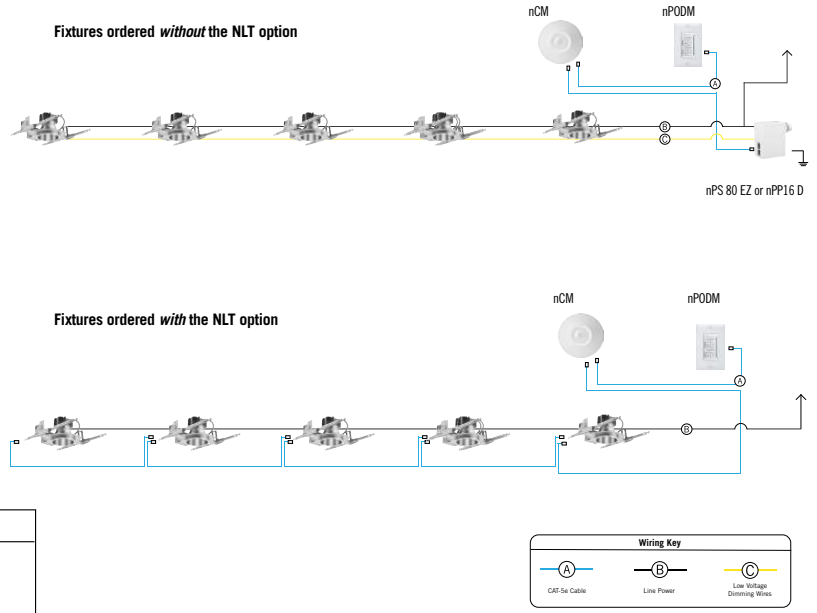 nCM
nPODM
Fixtures ordered without the NLT option
A
B
C
nPS 80 EZ or nPP16 D
nCM
nPODM
Fixtures ordered with the NLT option
A
B
Wiring Key
A
B
C
CAT-5e Cable
Line Power
Low Voltage
Dimming Wires